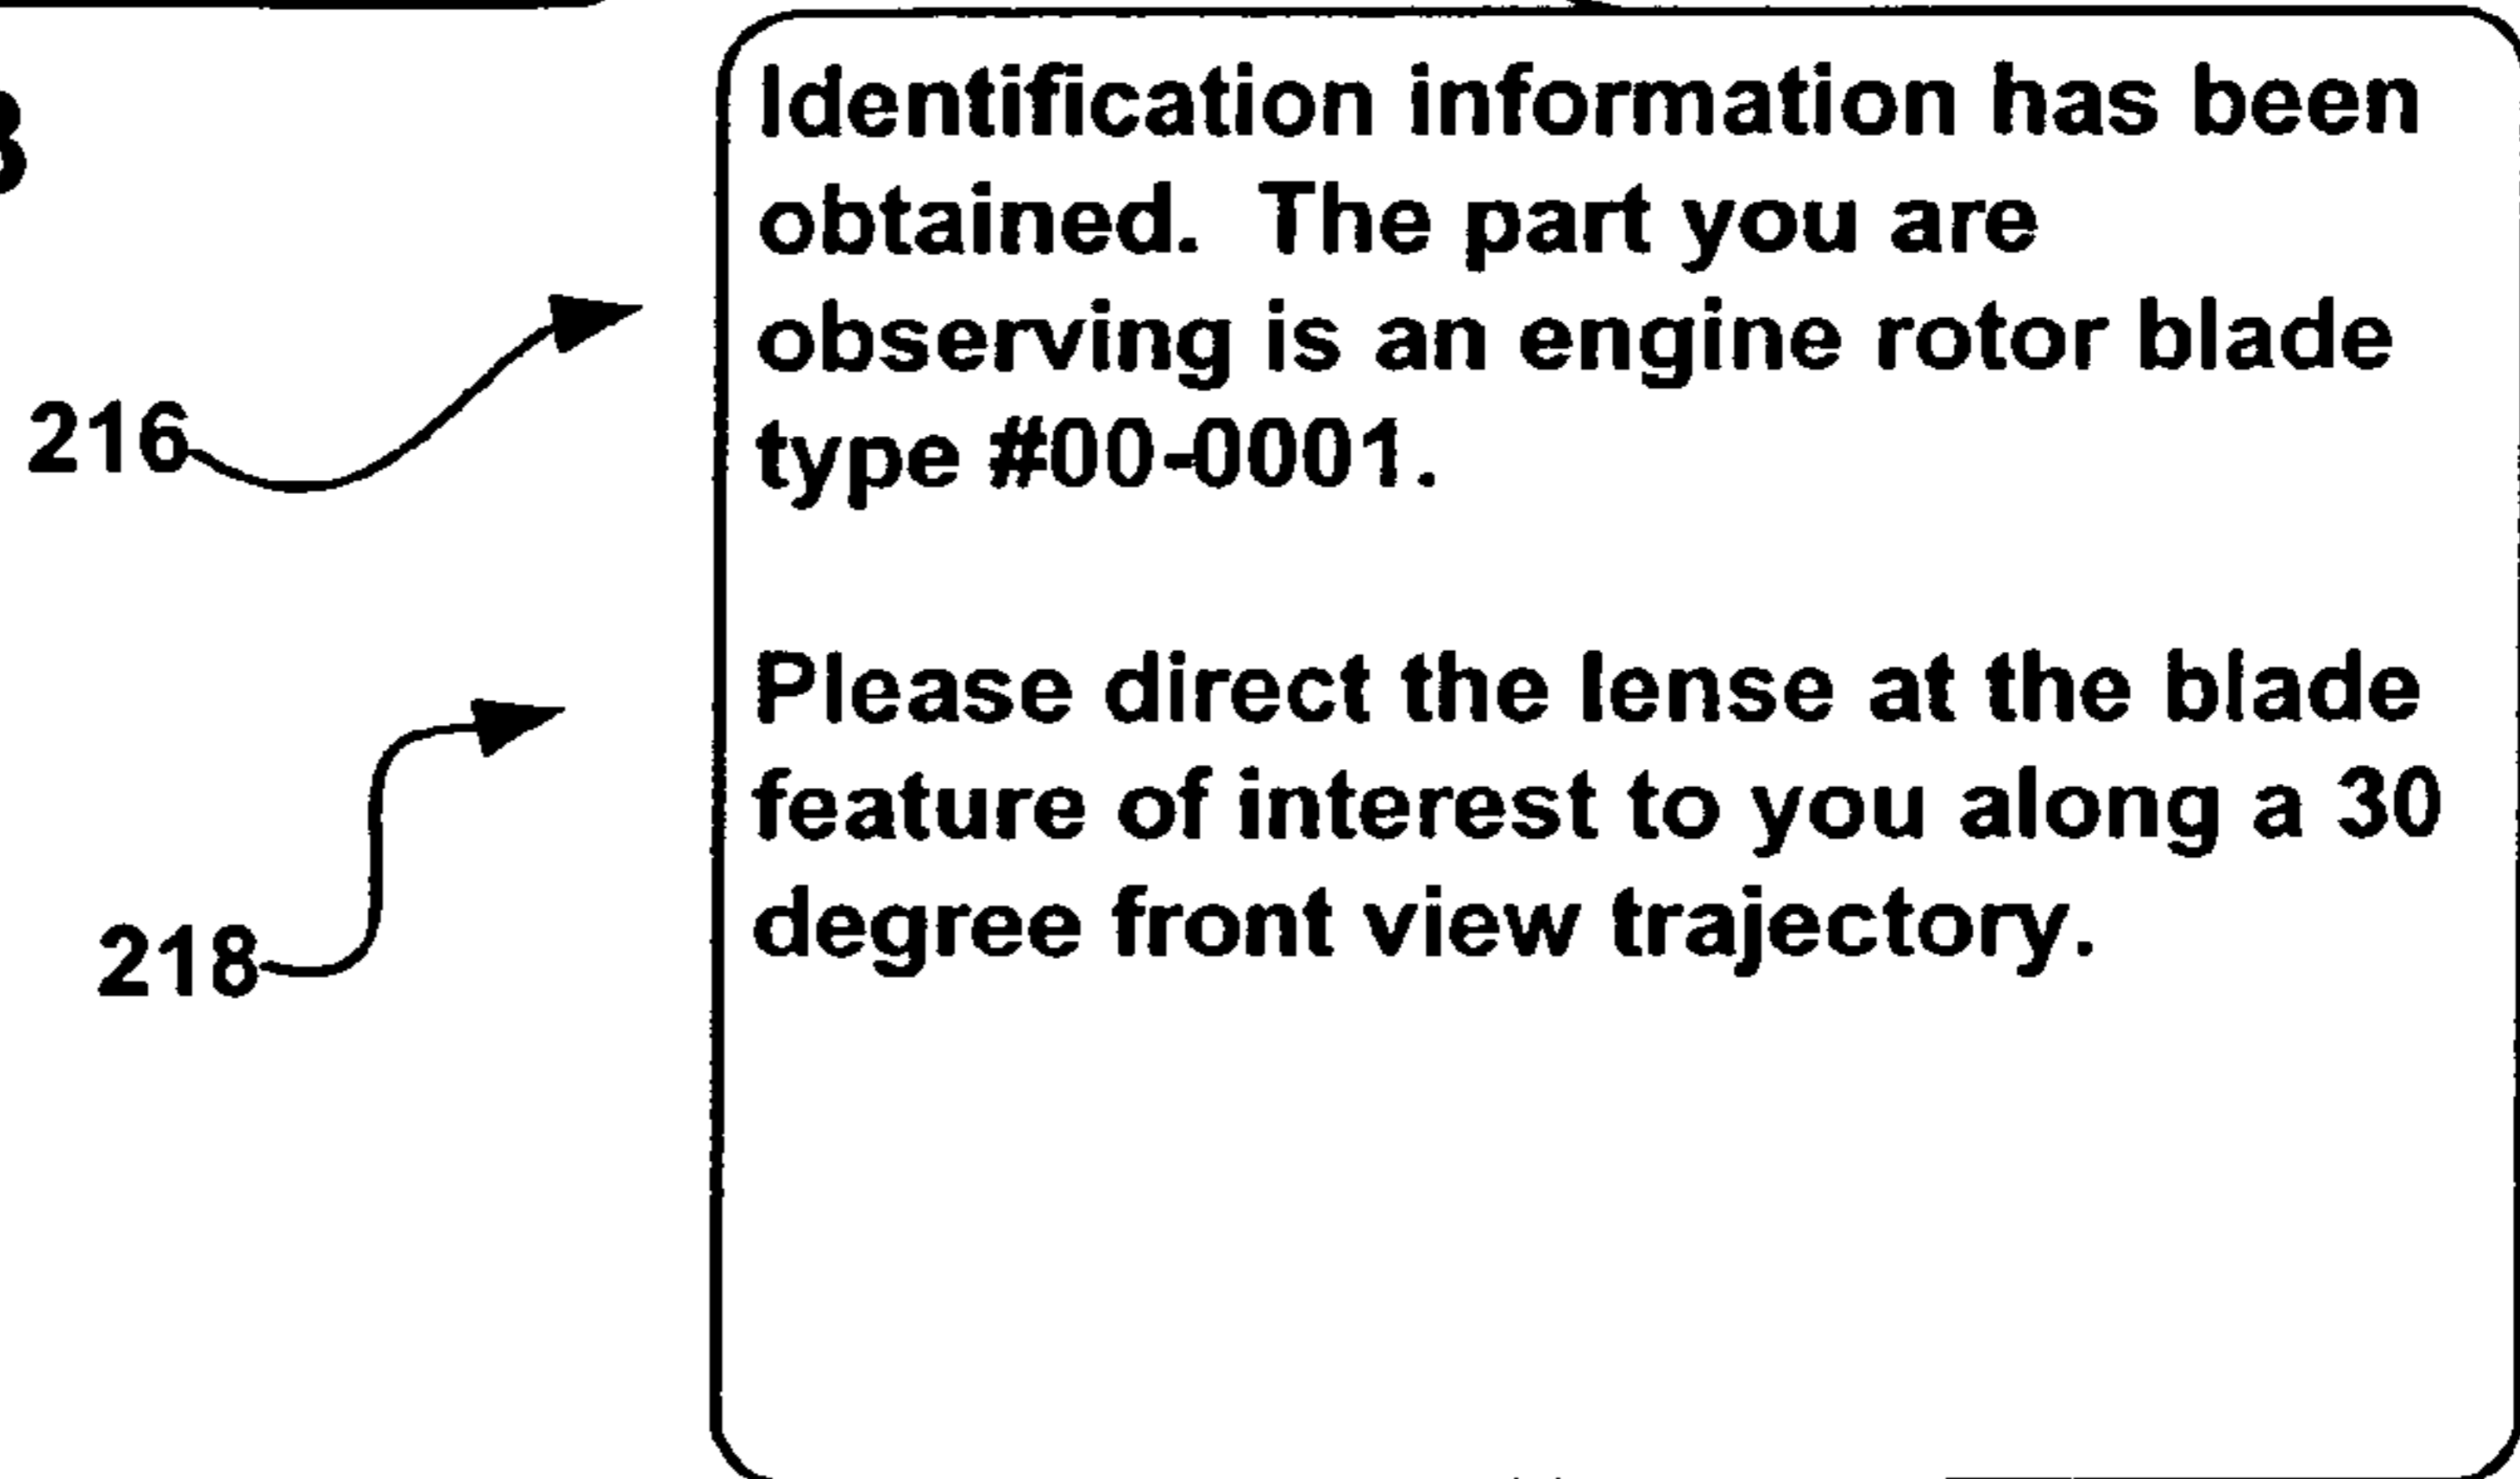 Identification information has been
obtained.  The part you are
observing is an engine rotor blade
type #00-0001.
216
Please direct the lense at the blade
feature of interest to you along a 30
degree front view trajectory.
218